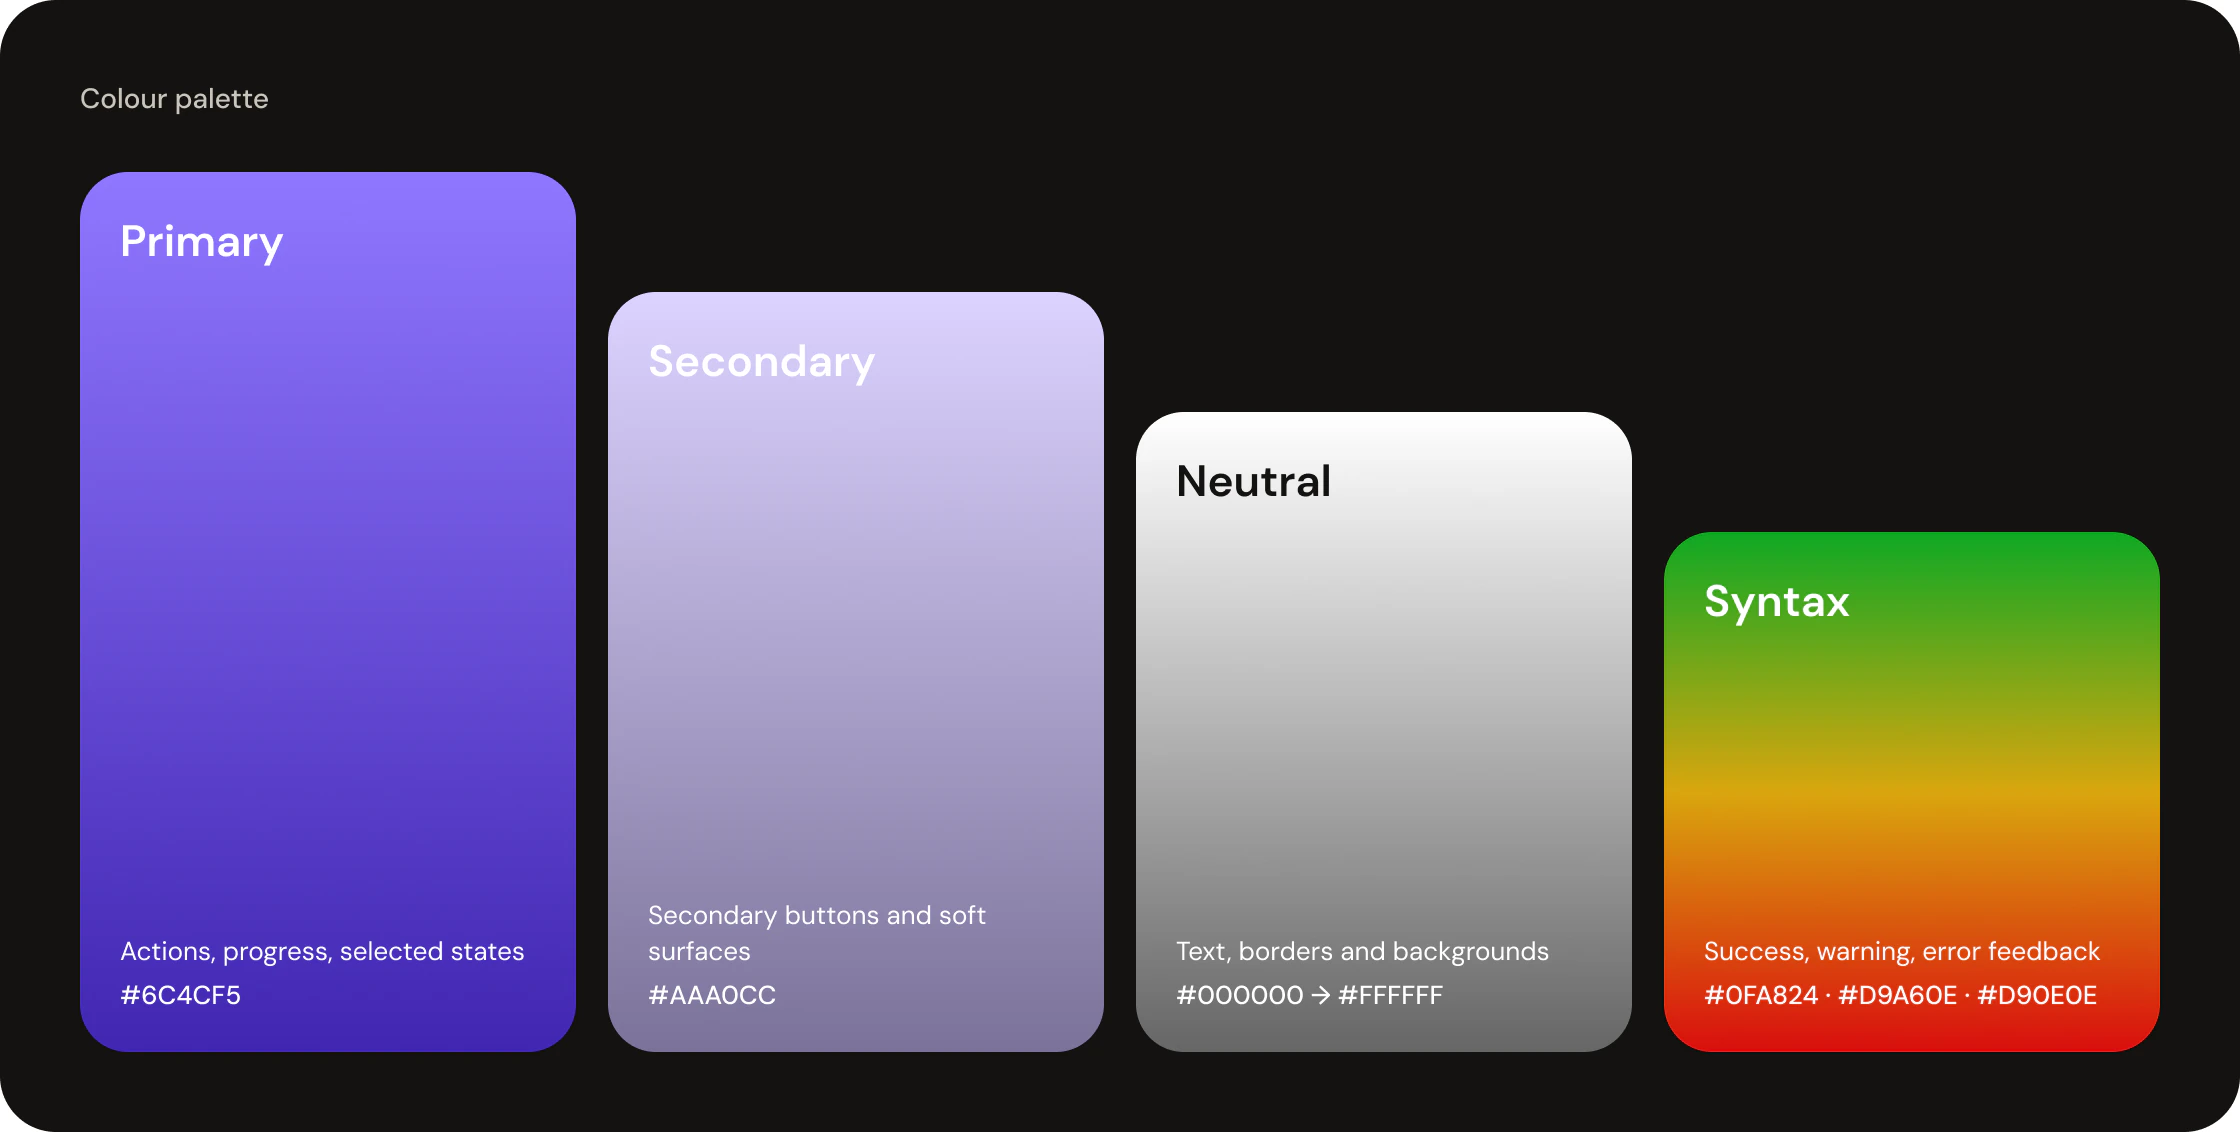 Colour palette
Primary
Actions, progress, selected states
#6C4CF5
Secondary
Secondary buttons and soft
surfaces
#AAA0CC
Neutral
Text, borders and backgrounds
#000000 → #FFFFFF
Syntax
Success, warning, error feedback
#0FA824 · #D9A60E · #D90E0E